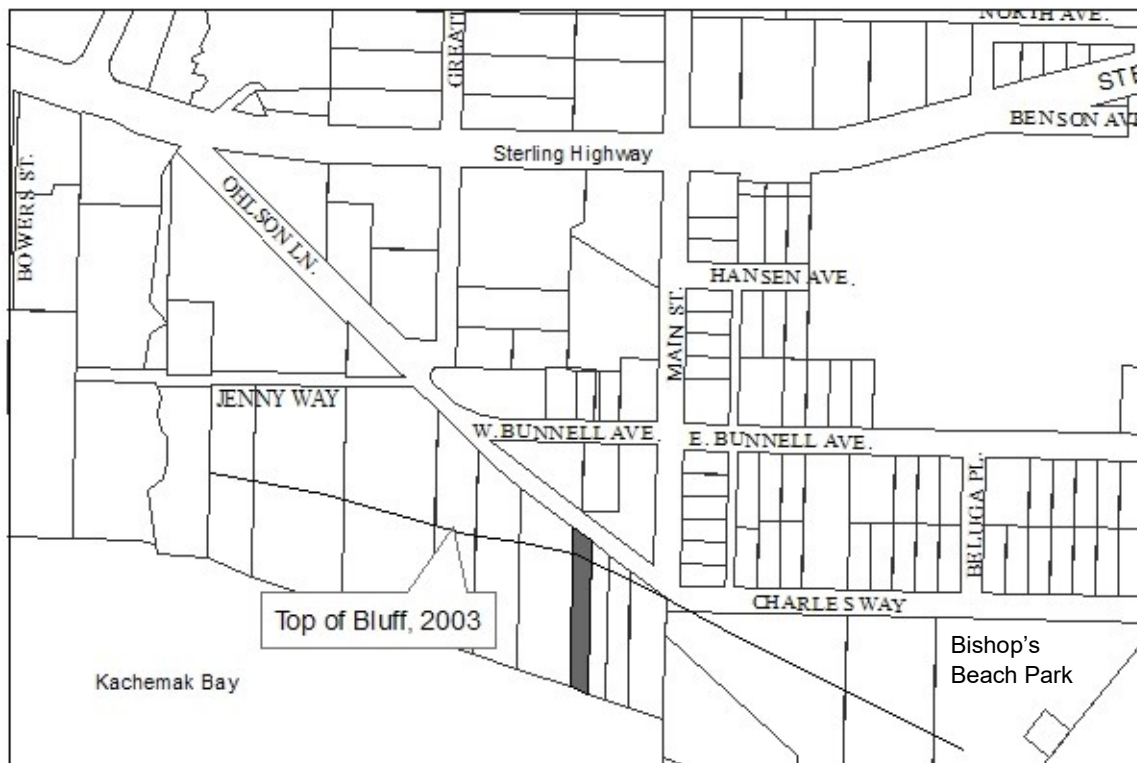 NORTH AVE.
GREAT
STE
BENSON AVE
Sterling Highway
BOWERS ST.
OHLSON LN.
HANSEN AVE.
MAIN ST.
JENNY WAY
W. BUNNELL AVE.
E. BUNNELL AVE.
BELUGA PL.
CHARLES WAY
Top of Bluff, 2003
Bishop's
Beach Park
Kachemak Bay